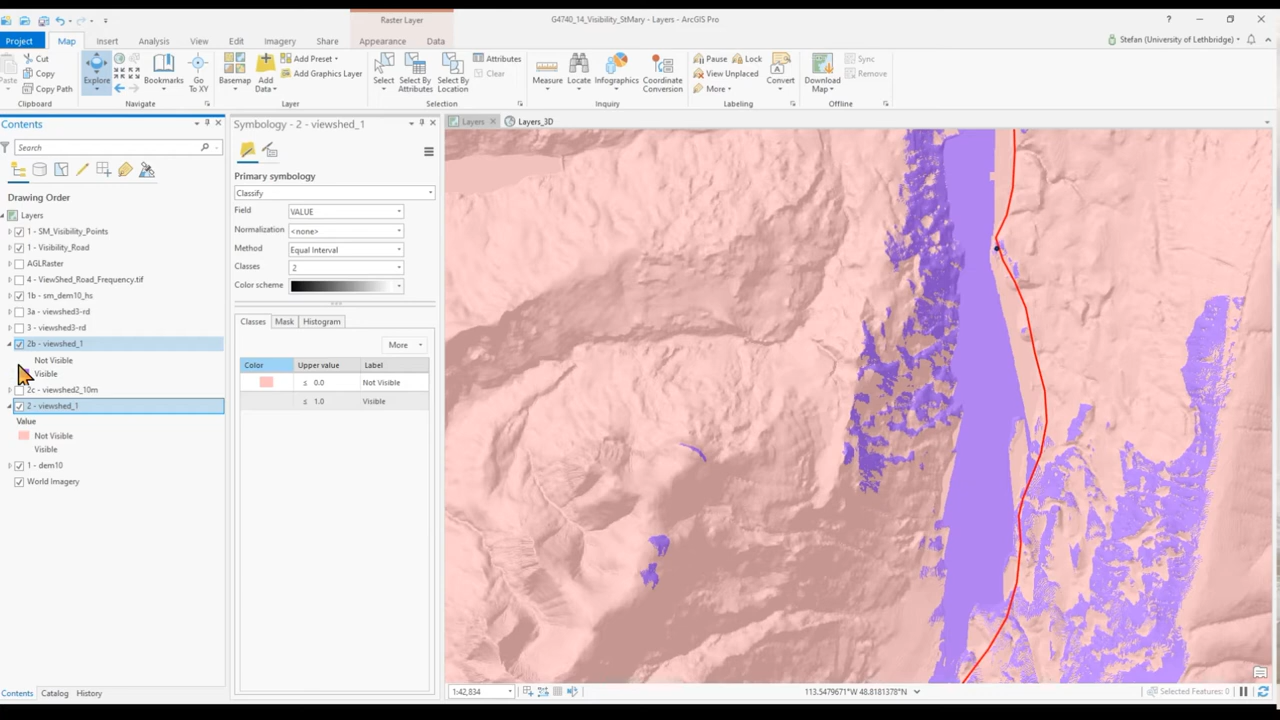 Raster Layer
G4740_14_Visibility_StMary - Layers - ArcGIS Pro
Project Map Insert Analysis View Edit Imagery Share Appearance Data
Stefan (University of Lethbridge)
Paste
Cut
Copy
Copy Path
Clipboard
Explore
Bookmarks
Go To XY
Navigate
Basemap
Add Data
Add Preset
Add Graphics Layer
Layer
Select
Select By Attributes
Select By Location
Attributes
Clear
Selection
Measure
Locate
Infographics
Coordinate Conversion
Inquiry
Pause Lock
View Unplaced
More
Convert
Labeling
Download Map
Sync
Remove
Offline
Contents
Search
Drawing Order
Layers
1 - SM_Visibility_Points
1 - Visibility_Road
AGLRaster
4 - ViewShed_Road_Frequency.tif
1b - sm_dem10_hs
3a - viewshed3-rd
3 - viewshed3-rd
2b - viewshed_1
Not Visible
Visible
2c - viewshed2_10m
2 - viewshed_1
Value
Not Visible
Visible
1 - dem10
World Imagery
Contents Catalog History
Symbology - 2 - viewshed_1
Primary symbology
Classify
Field VALUE
Normalization <none>
Method Equal Interval
Classes 2
Color scheme
Classes Mask Histogram
More
Color Upper value Label
≤ 0.0 Not Visible
≤ 1.0 Visible
Layers Layers_3D
1:42,834
113.5479671°W 48.8181378°N
Selected Features: 0